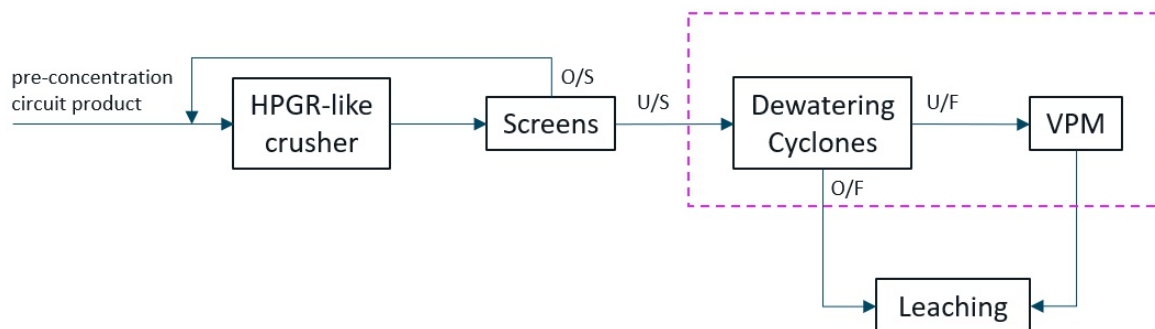 pre-concentration
circuit product
HPGR-like
crusher
O/S
Screens
U/S
Dewatering
Cyclones
U/F
VPM
O/F
Leaching